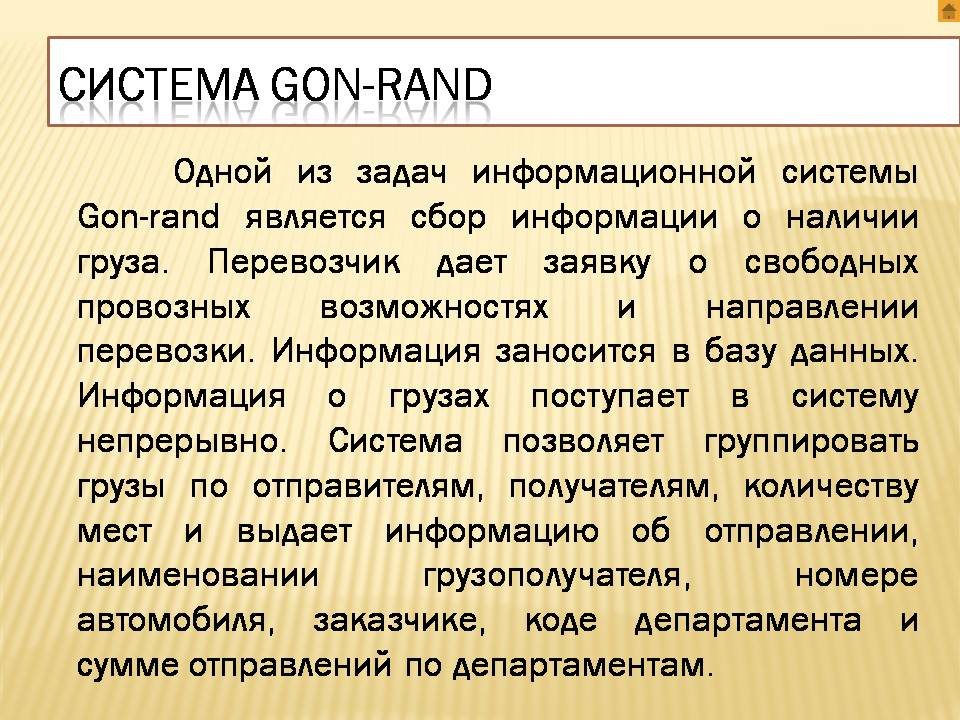 СИСТЕМА GON-RAND
Одной из задач информационной системы
Gon-rand является сбор информации о наличии
груза. Перевозчик дает заявку о свободных
провозных возможностях и направлении
перевозки. Информация заносится в базу данных.
Информация о грузах поступает в систему
непрерывно. Система позволяет группировать
грузы по отправителям, получателям, количеству
мест и выдает информацию об отправлении,
наименовании грузополучателя, номере
автомобиля, заказчике, коде департамента и
сумме отправлений по департаментам.